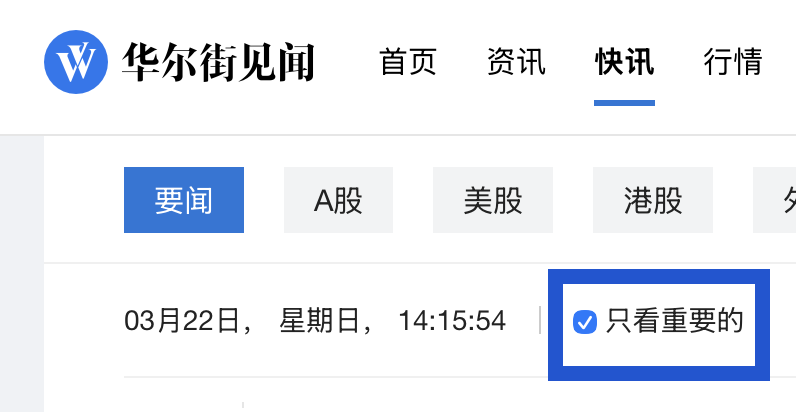 华尔街见闻 首页 资讯 快讯 行情
要闻 A股 美股 港股
03月22日， 星期日， 14:15:54 只看重要的